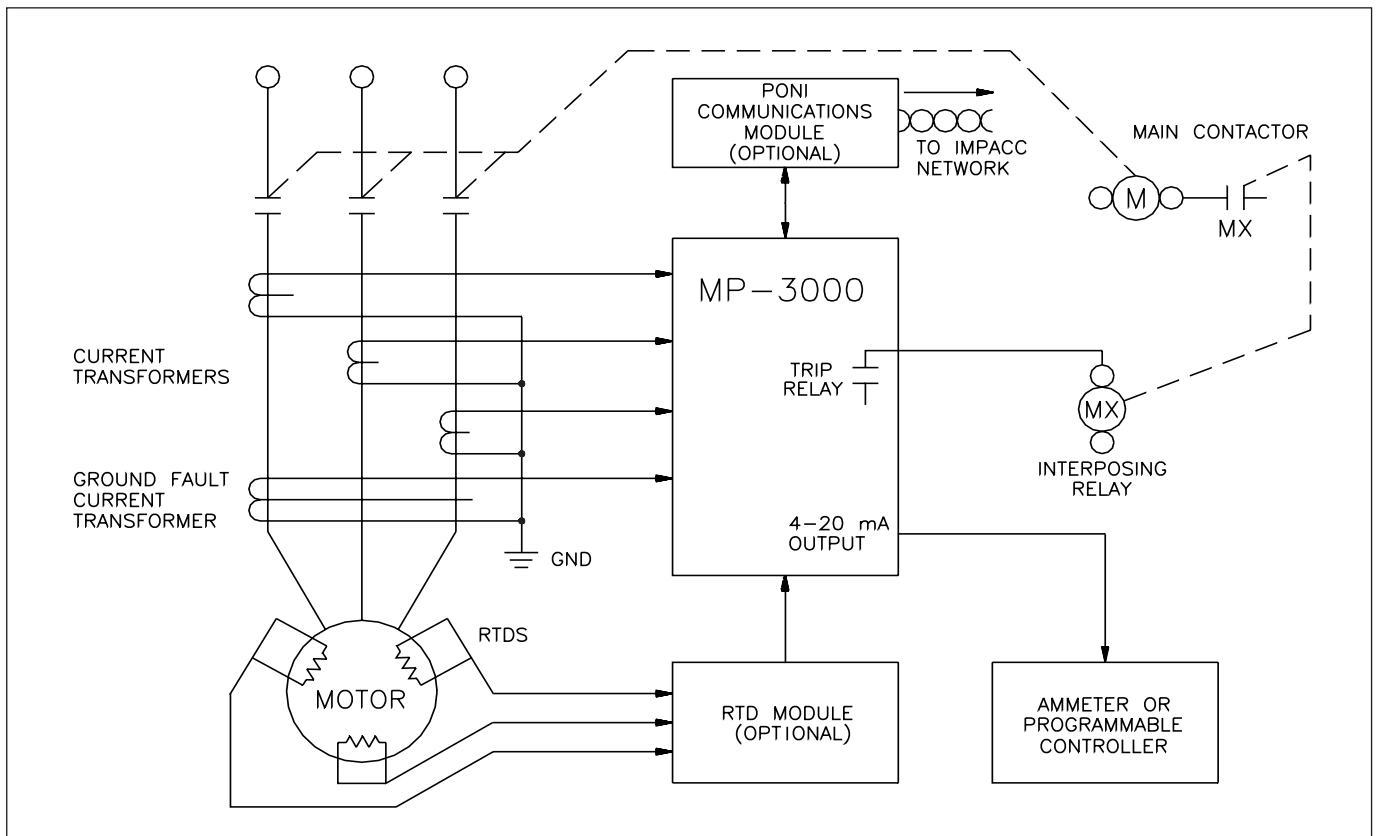 PONI
COMMUNICATIONS
MODULE
(OPTIONAL)
TO IMPACC
NETWORK
MAIN CONTACTOR
M
MX
MP-3000
CURRENT
TRANSFORMERS
TRIP
RELAY
MX
INTERPOSING
RELAY
GROUND FAULT
CURRENT
TRANSFORMER
4-20 mA
OUTPUT
GND
RTDS
MOTOR
RTD MODULE
(OPTIONAL)
AMMETER OR
PROGRAMMABLE
CONTROLLER